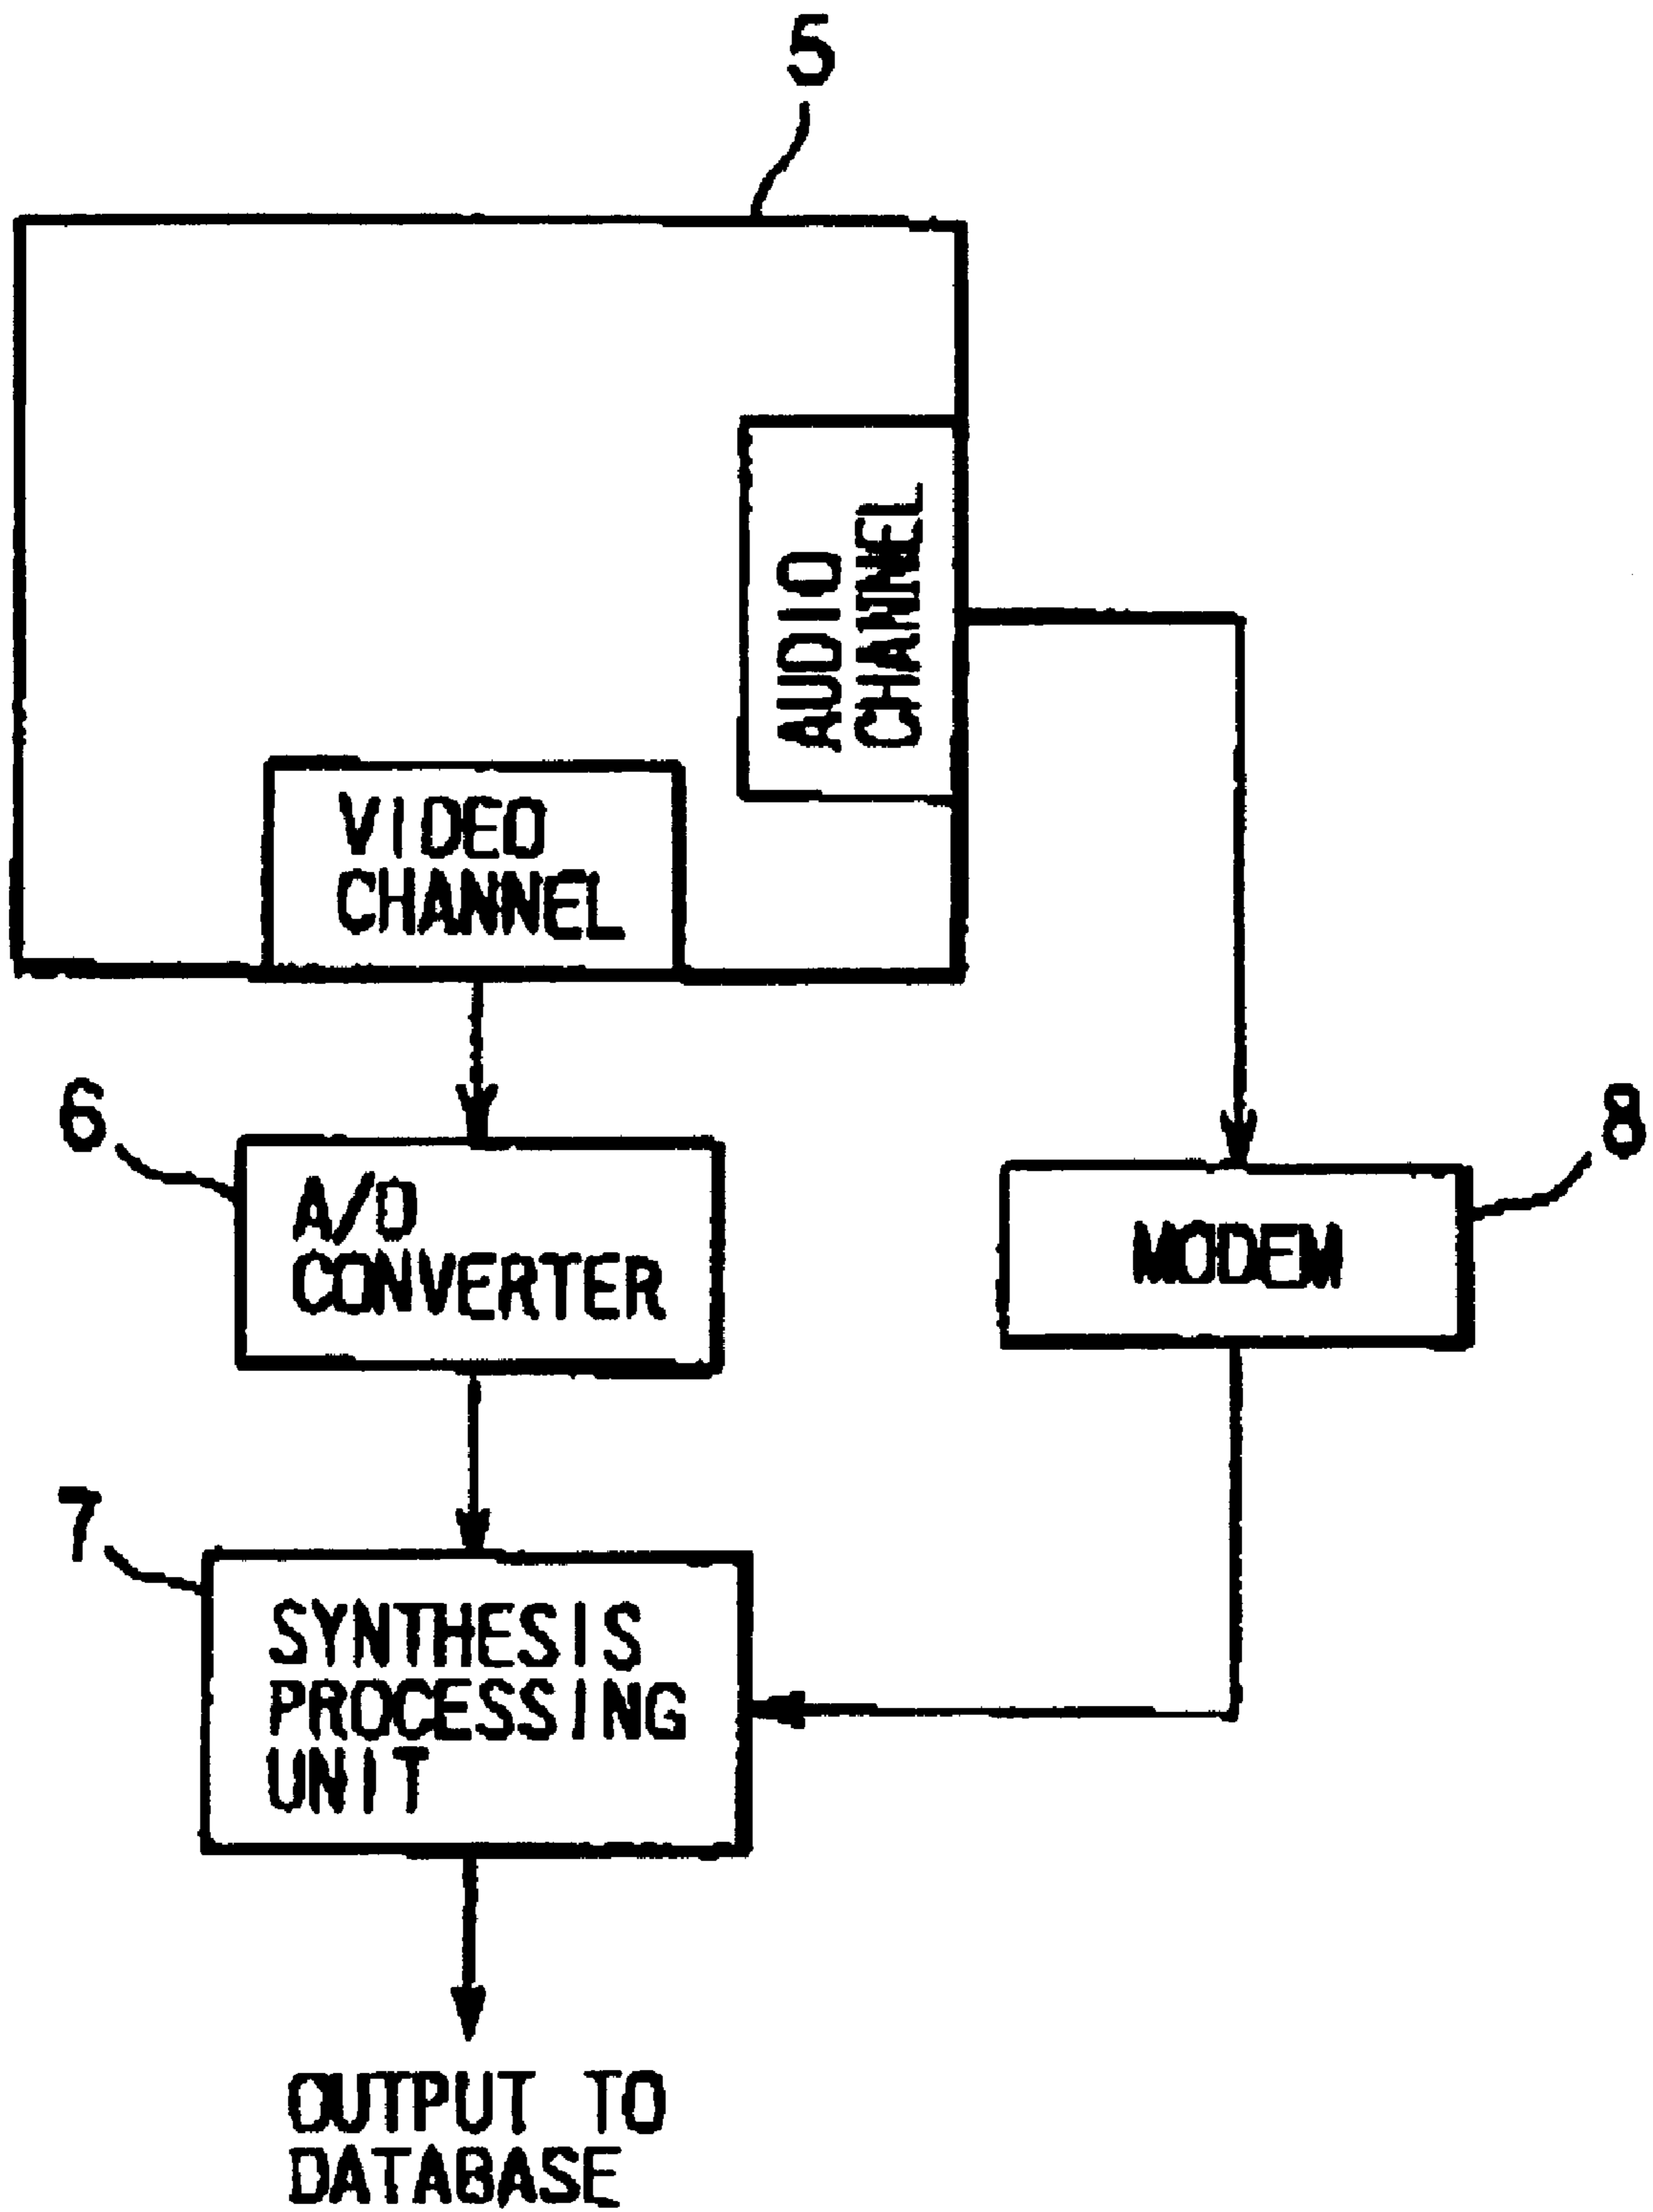 5
AUDIO
CHANNEL
VIDEO
CHANNEL
6
A/D
CONVERTER
8
MODEM
7
SYNTHESIS
PROCESSING
UNIT
OUTPUT TO
DATABASE